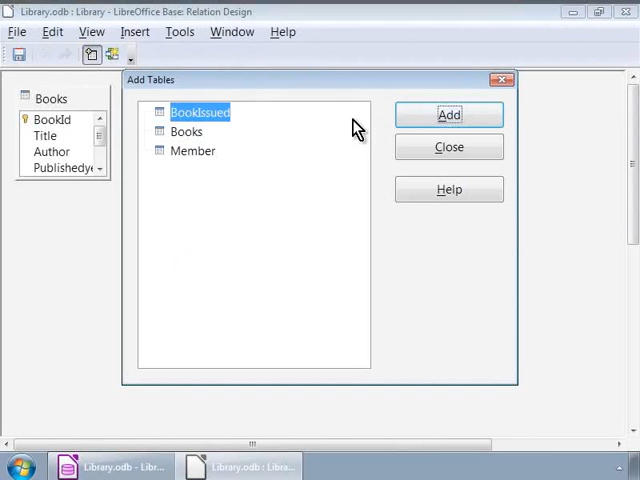 Library.odb : Library - LibreOffice Base: Relation Design
File Edit View Insert Tools Window Help
Add Tables
Books
BookId
Title
Author
Publishedye
BookIssued
Books
Member
Add
Close
Help
Library.odb - Libr...
Library.odb : Libra...